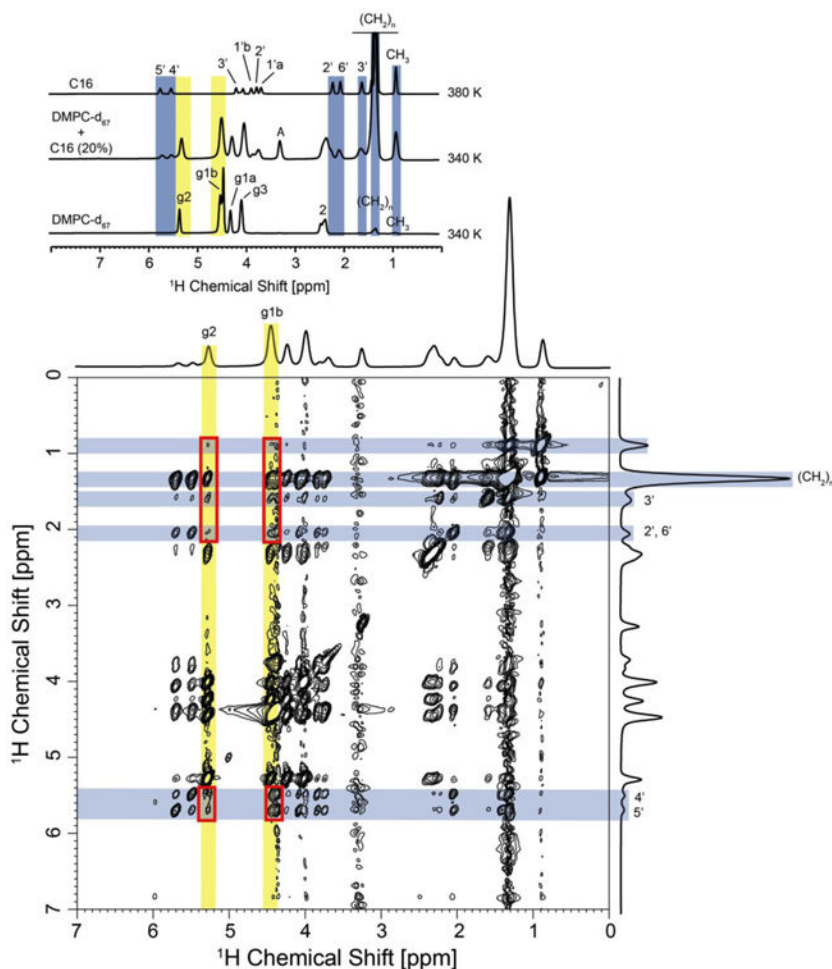 (CH2)n
1'b 2'
5' 4' 3' 1'a 2' 6' 3' CH3
C16 380 K
DMPC-d67
+
C16 (20%) A 340 K
g1b g1a
g2 g3 (CH2)n
DMPC-d67 2 CH3 340 K
8 7 6 5 4 3 2 1 0
1H Chemical Shift [ppm]
g2 g1b
0
1
(CH2)n
3'
2
2', 6'
3
4
5
4'
5'
6
7
1H Chemical Shift [ppm]
7 6 5 4 3 2 1 0
1H Chemical Shift [ppm]